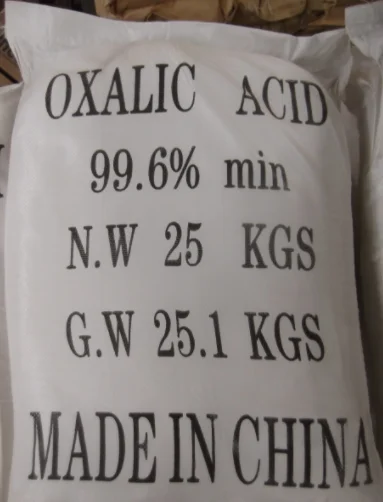 OXALIC ACID
99.6% min
N.W 25 KGS
G.W 25.1 KGS
MADE IN CHINA